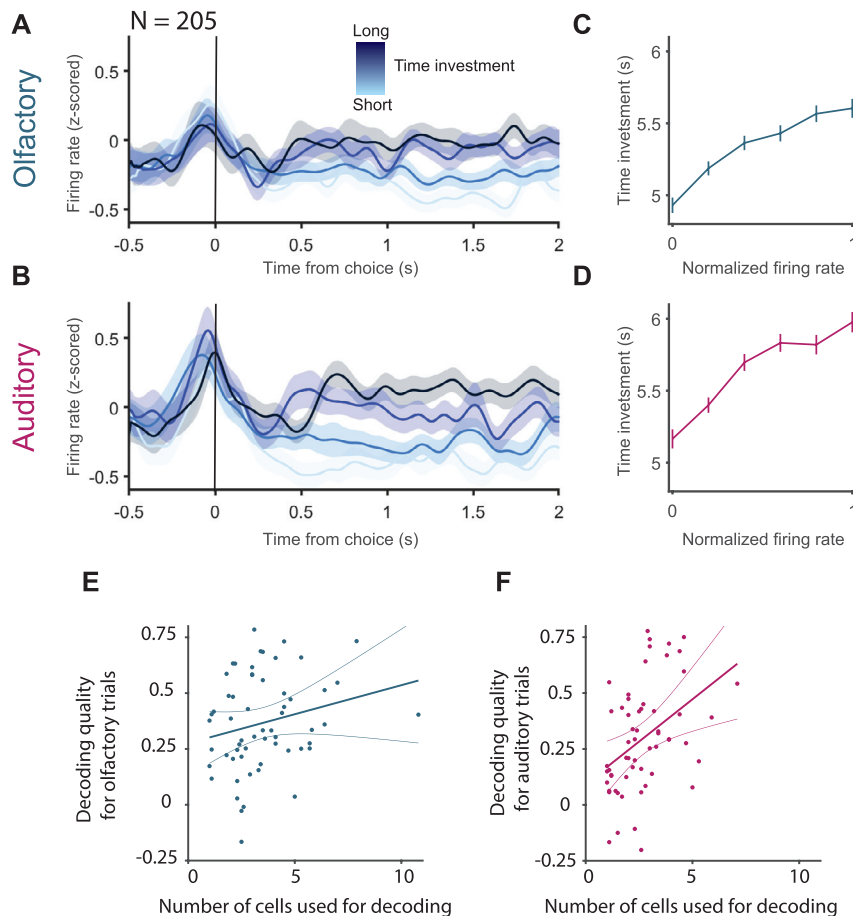 A
N = 205
Olfactory
Firing rate (z-scored)
0.5
0
-0.5
-0.5
0
0.5
1
1.5
2
Time from choice (s)
Long
Time investment
Short
C
Time invetsment (s)
6
5.5
5
0
1
Normalized firing rate
B
Auditory
Firing rate (z-scored)
0.5
0
-0.5
-0.5
0
0.5
1
1.5
2
Time from choice (s)
D
Time invetsment (s)
6
5.5
5
0
1
Normalized firing rate
E
Decoding quality
for olfactory trials
0.75
0.5
0.25
0
-0.25
0
5
10
Number of cells used for decoding
F
Decoding quality
for auditory trials
0.75
0.5
0.25
0
-0.25
0
5
10
Number of cells used for decoding